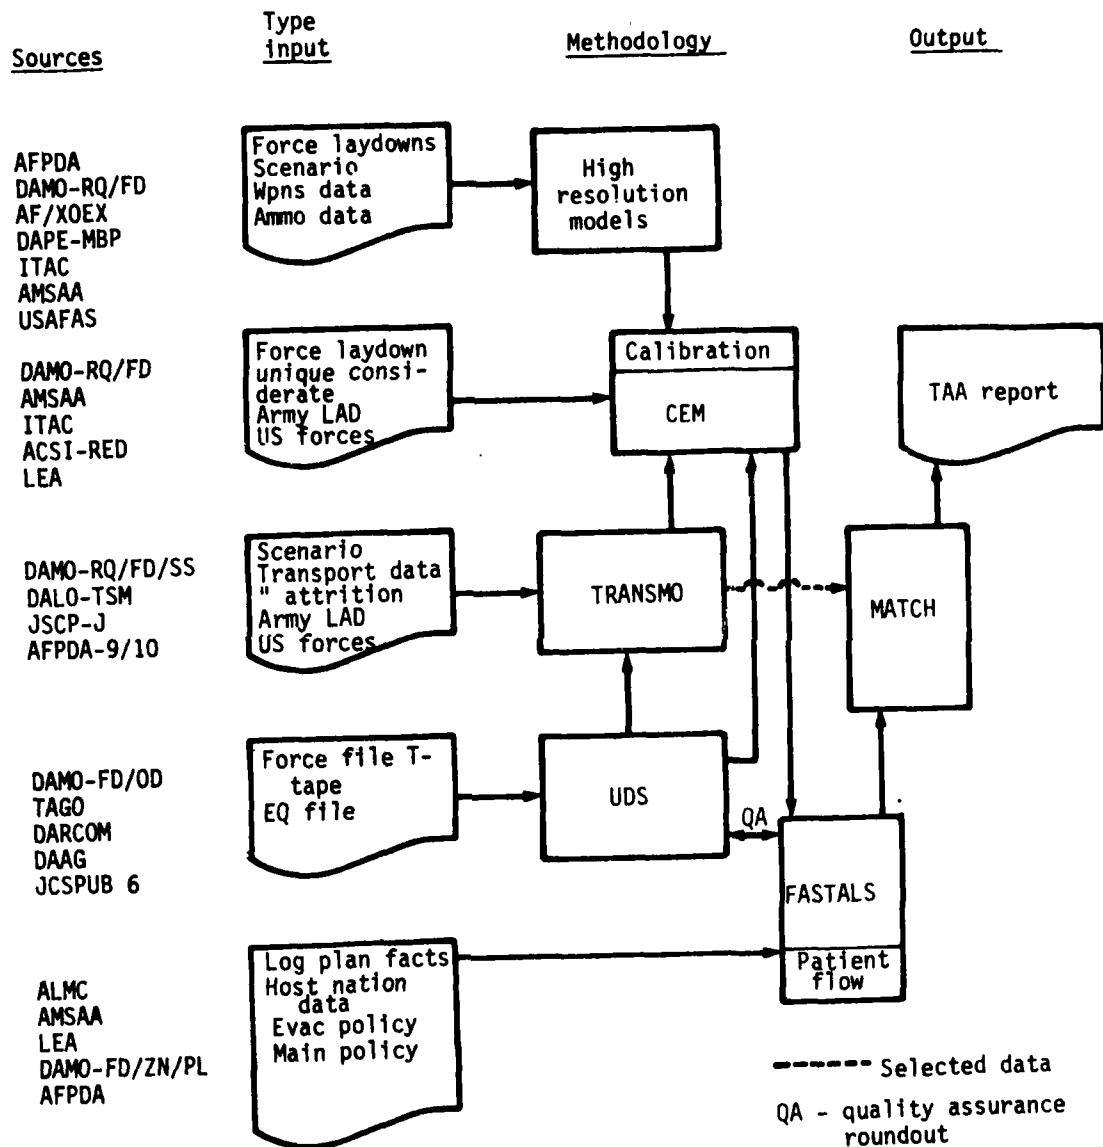 Sources
Type
input
Methodology
Output
AFPDA
DAMO-RQ/FD
AF/XOEX
DAPE-MBP
ITAC
AMSAA
USAFAS
Force laydowns
Scenario
Wpns data
Ammo data
High
resolution
models
DAMO-RQ/FD
AMSAA
ITAC
ACSI-RED
LEA
Force laydown
unique consi-
derate
Army LAD
US forces
Calibration
CEM
TAA report
DAMO-RQ/FD/SS
DALO-TSM
JSCP-J
AFPDA-9/10
Scenario
Transport data
" attrition
Army LAD
US forces
TRANSMO
MATCH
DAMO-FD/OD
TAGO
DARCOM
DAAG
JCSPUB 6
Force file T-
tape
EQ file
UDS
QA
FASTALS
Patient
flow
ALMC
AMSAA
LEA
DAMO-FD/ZN/PL
AFPDA
Log plan facts
Host nation
data
Evac policy
Main policy
Selected data
QA - quality assurance
roundout